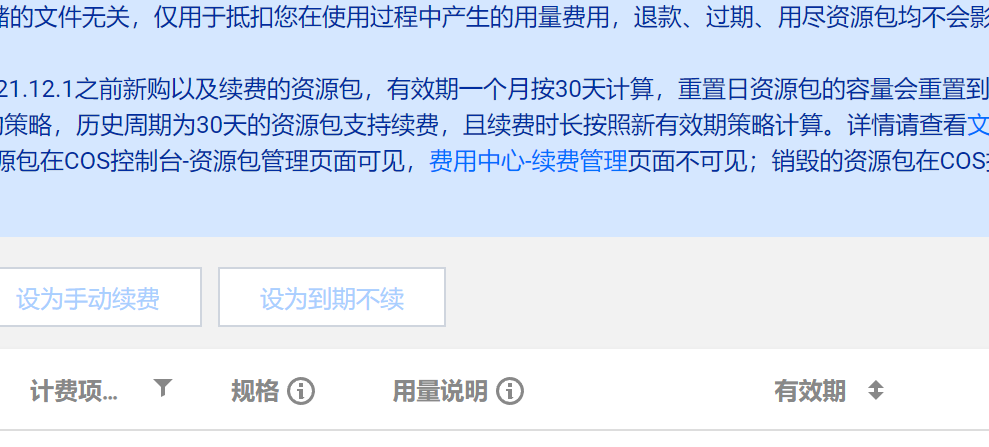 储的文件无关，仅用于抵扣您在使用过程中产生的用量费用，退款、过期、用尽资源包均不会影
21.12.1之前新购以及续费的资源包，有效期一个月按30天计算，重置日资源包的容量会重置到
的策略，历史周期为30天的资源包支持续费，且续费时长按照新有效期策略计算。详情请查看文
源包在COS控制台-资源包管理页面可见，费用中心-续费管理页面不可见；销毁的资源包在COS控
设为手动续费 设为到期不续
计费项... 规格 用量说明 有效期